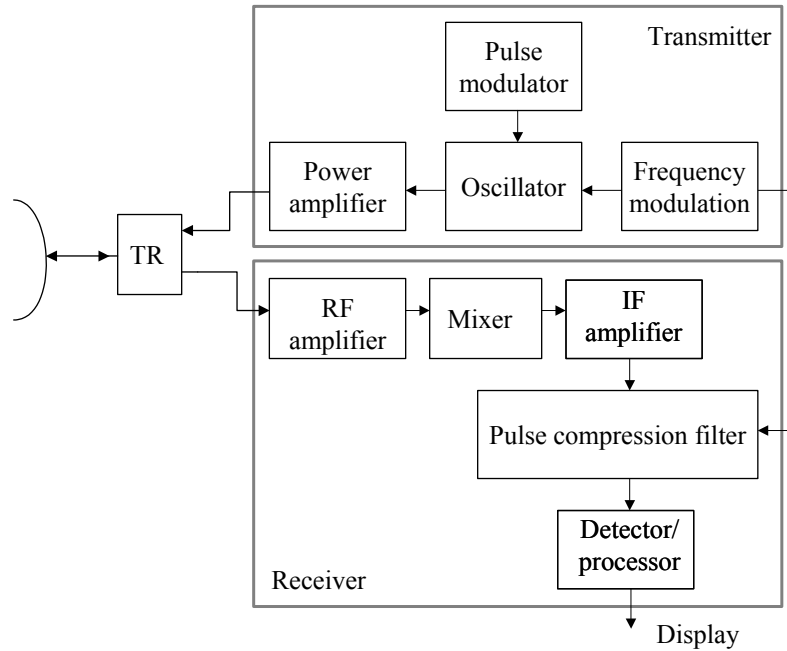 Transmitter
Pulse
modulator
Power
amplifier
Oscillator
Frequency
modulation
TR
RF
amplifier
Mixer
IF
amplifier
Pulse compression filter
Detector/
processor
Receiver
Display